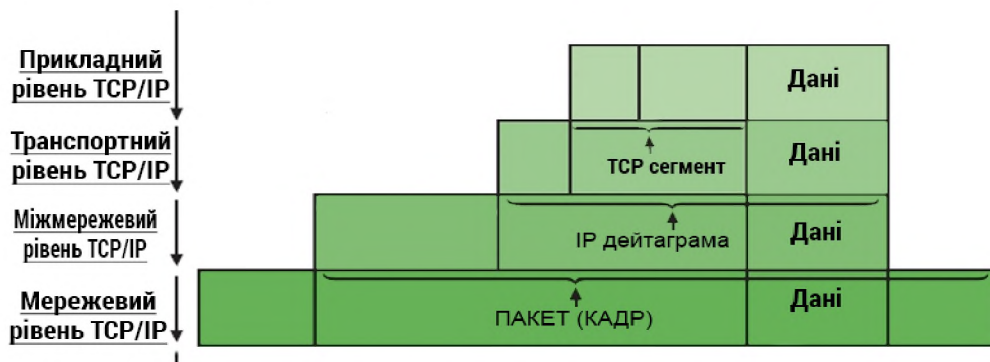 Прикладний
рівень TCP/IP
Дані
Транспортний
рівень TCP/IP
TCP сегмент
Дані
Міжмережевий
рівень TCP/IP
IP дейтаграма
Дані
Мережевий
рівень TCP/IP
ПАКЕТ (КАДР)
Дані